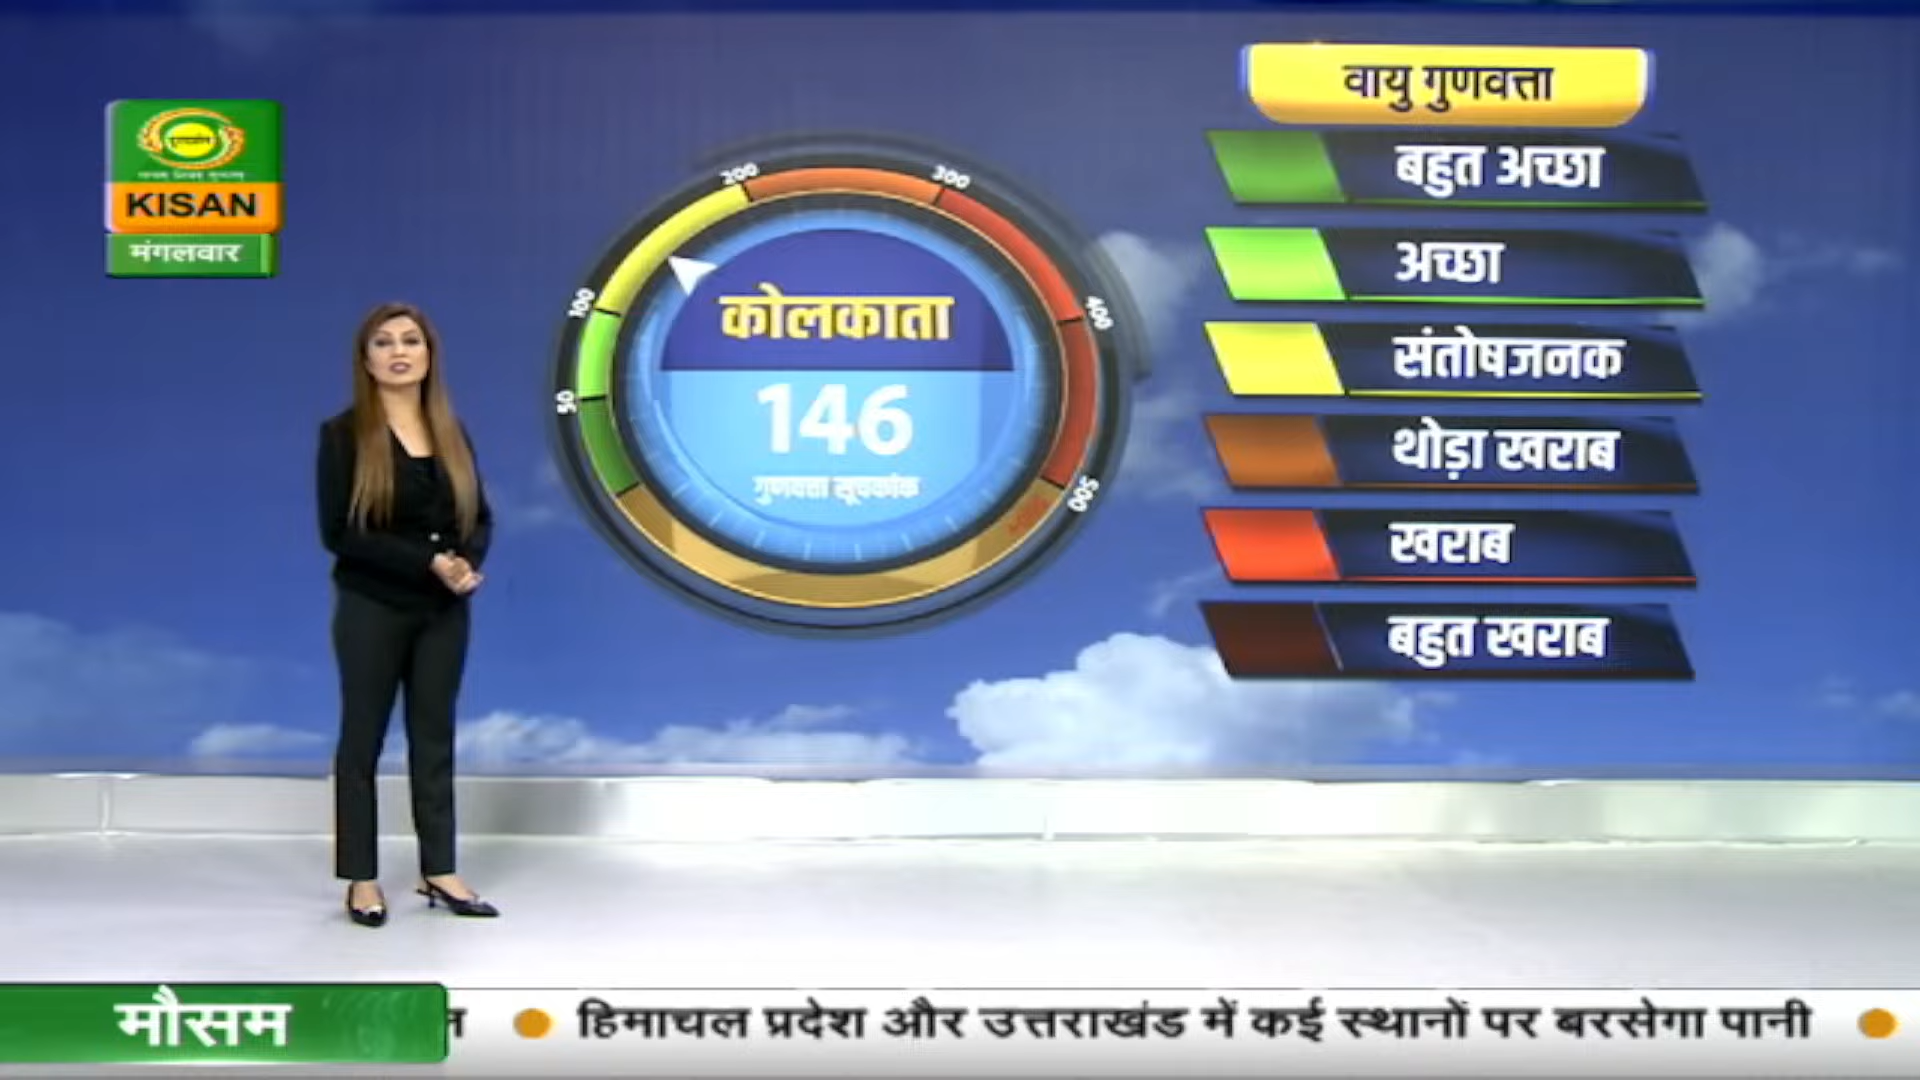 KISAN
मंगलवार
वायु गुणवत्ता
बहुत अच्छा
अच्छा
संतोषजनक
थोड़ा खराब
खराब
बहुत खराब
50
100
200
300
400
500
कोलकाता
146
गुणवत्ता सूचकांक
मौसम
हिमाचल प्रदेश और उत्तराखंड में कई स्थानों पर बरसेगा पानी